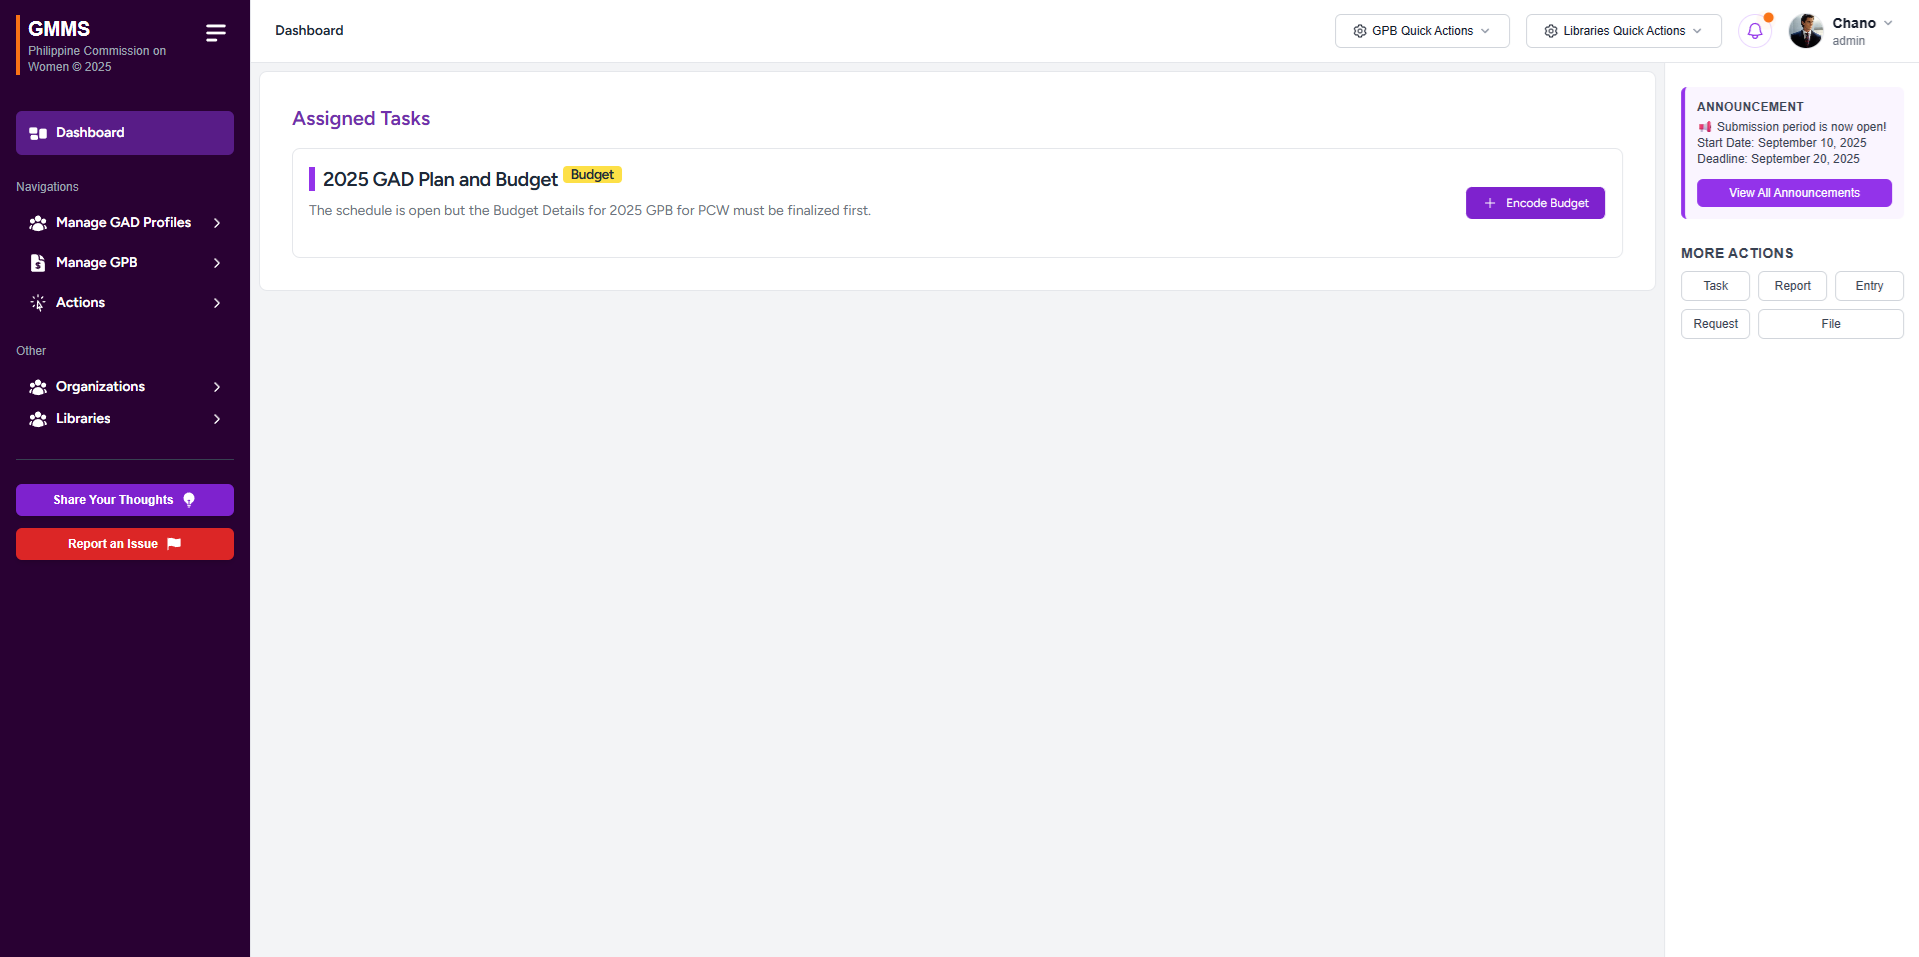 GMMS
Philippine Commission on
Women © 2025
Dashboard
Navigations
Manage GAD Profiles
Manage GPB
Actions
Other
Organizations
Libraries
Share Your Thoughts
Report an Issue
Dashboard
GPB Quick Actions
Libraries Quick Actions
Chano
admin
Assigned Tasks
2025 GAD Plan and Budget Budget
The schedule is open but the Budget Details for 2025 GPB for PCW must be finalized first.
Encode Budget
ANNOUNCEMENT
Submission period is now open!
Start Date: September 10, 2025
Deadline: September 20, 2025
View All Announcements
MORE ACTIONS
Task Report Entry
Request File